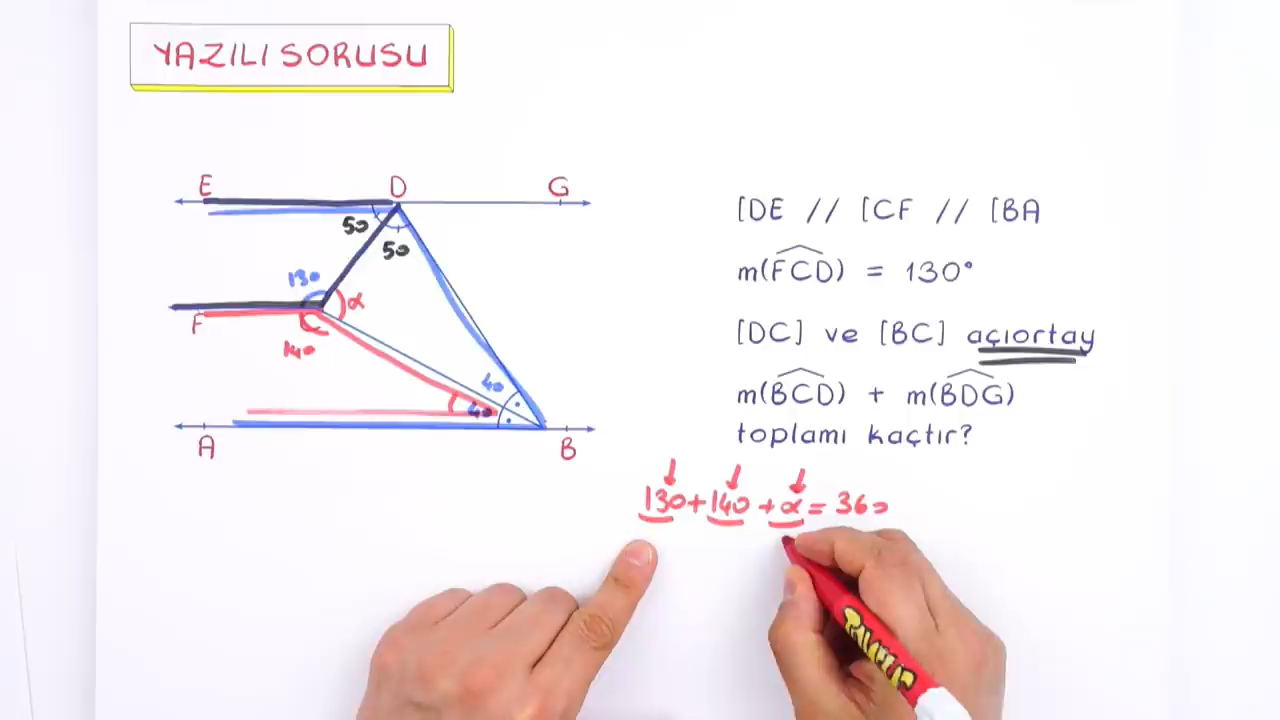 YAZILI SORUSU
E D G
50
50
130
α
F
140
40
40
A B
[DE // [CF // [BA
m(FCD) = 130°
[DC] ve [BC] açıortay
m(BCD) + m(BDG)
toplamı kaçtır?
130+140+α=360